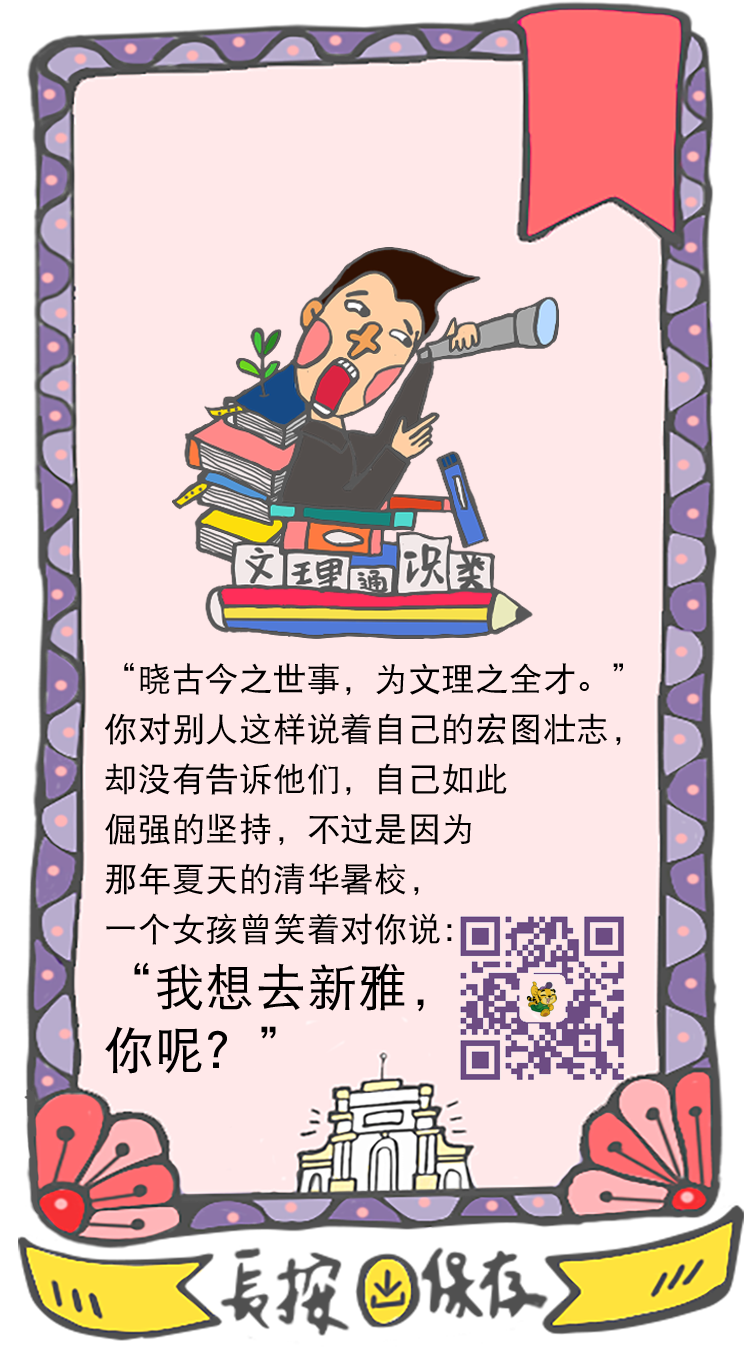 文理通识类
“晓古今之世事，为文理之全才。”
你对别人这样说着自己的宏图壮志，
却没有告诉他们，自己如此
倔强的坚持，不过是因为
那年夏天的清华暑校，
一个女孩曾笑着对你说：
“我想去新雅，
你呢？”
長按保存